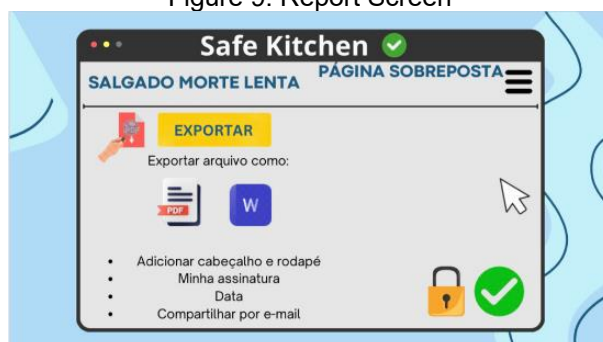 Figure 9: Report Screen
Safe Kitchen
SALGADO MORTE LENTA
PÁGINA SOBREPOSTA
EXPORTAR
Exportar arquivo como:
PDF
W
Adicionar cabeçalho e rodapé
Minha assinatura
Data
Compartilhar por e-mail